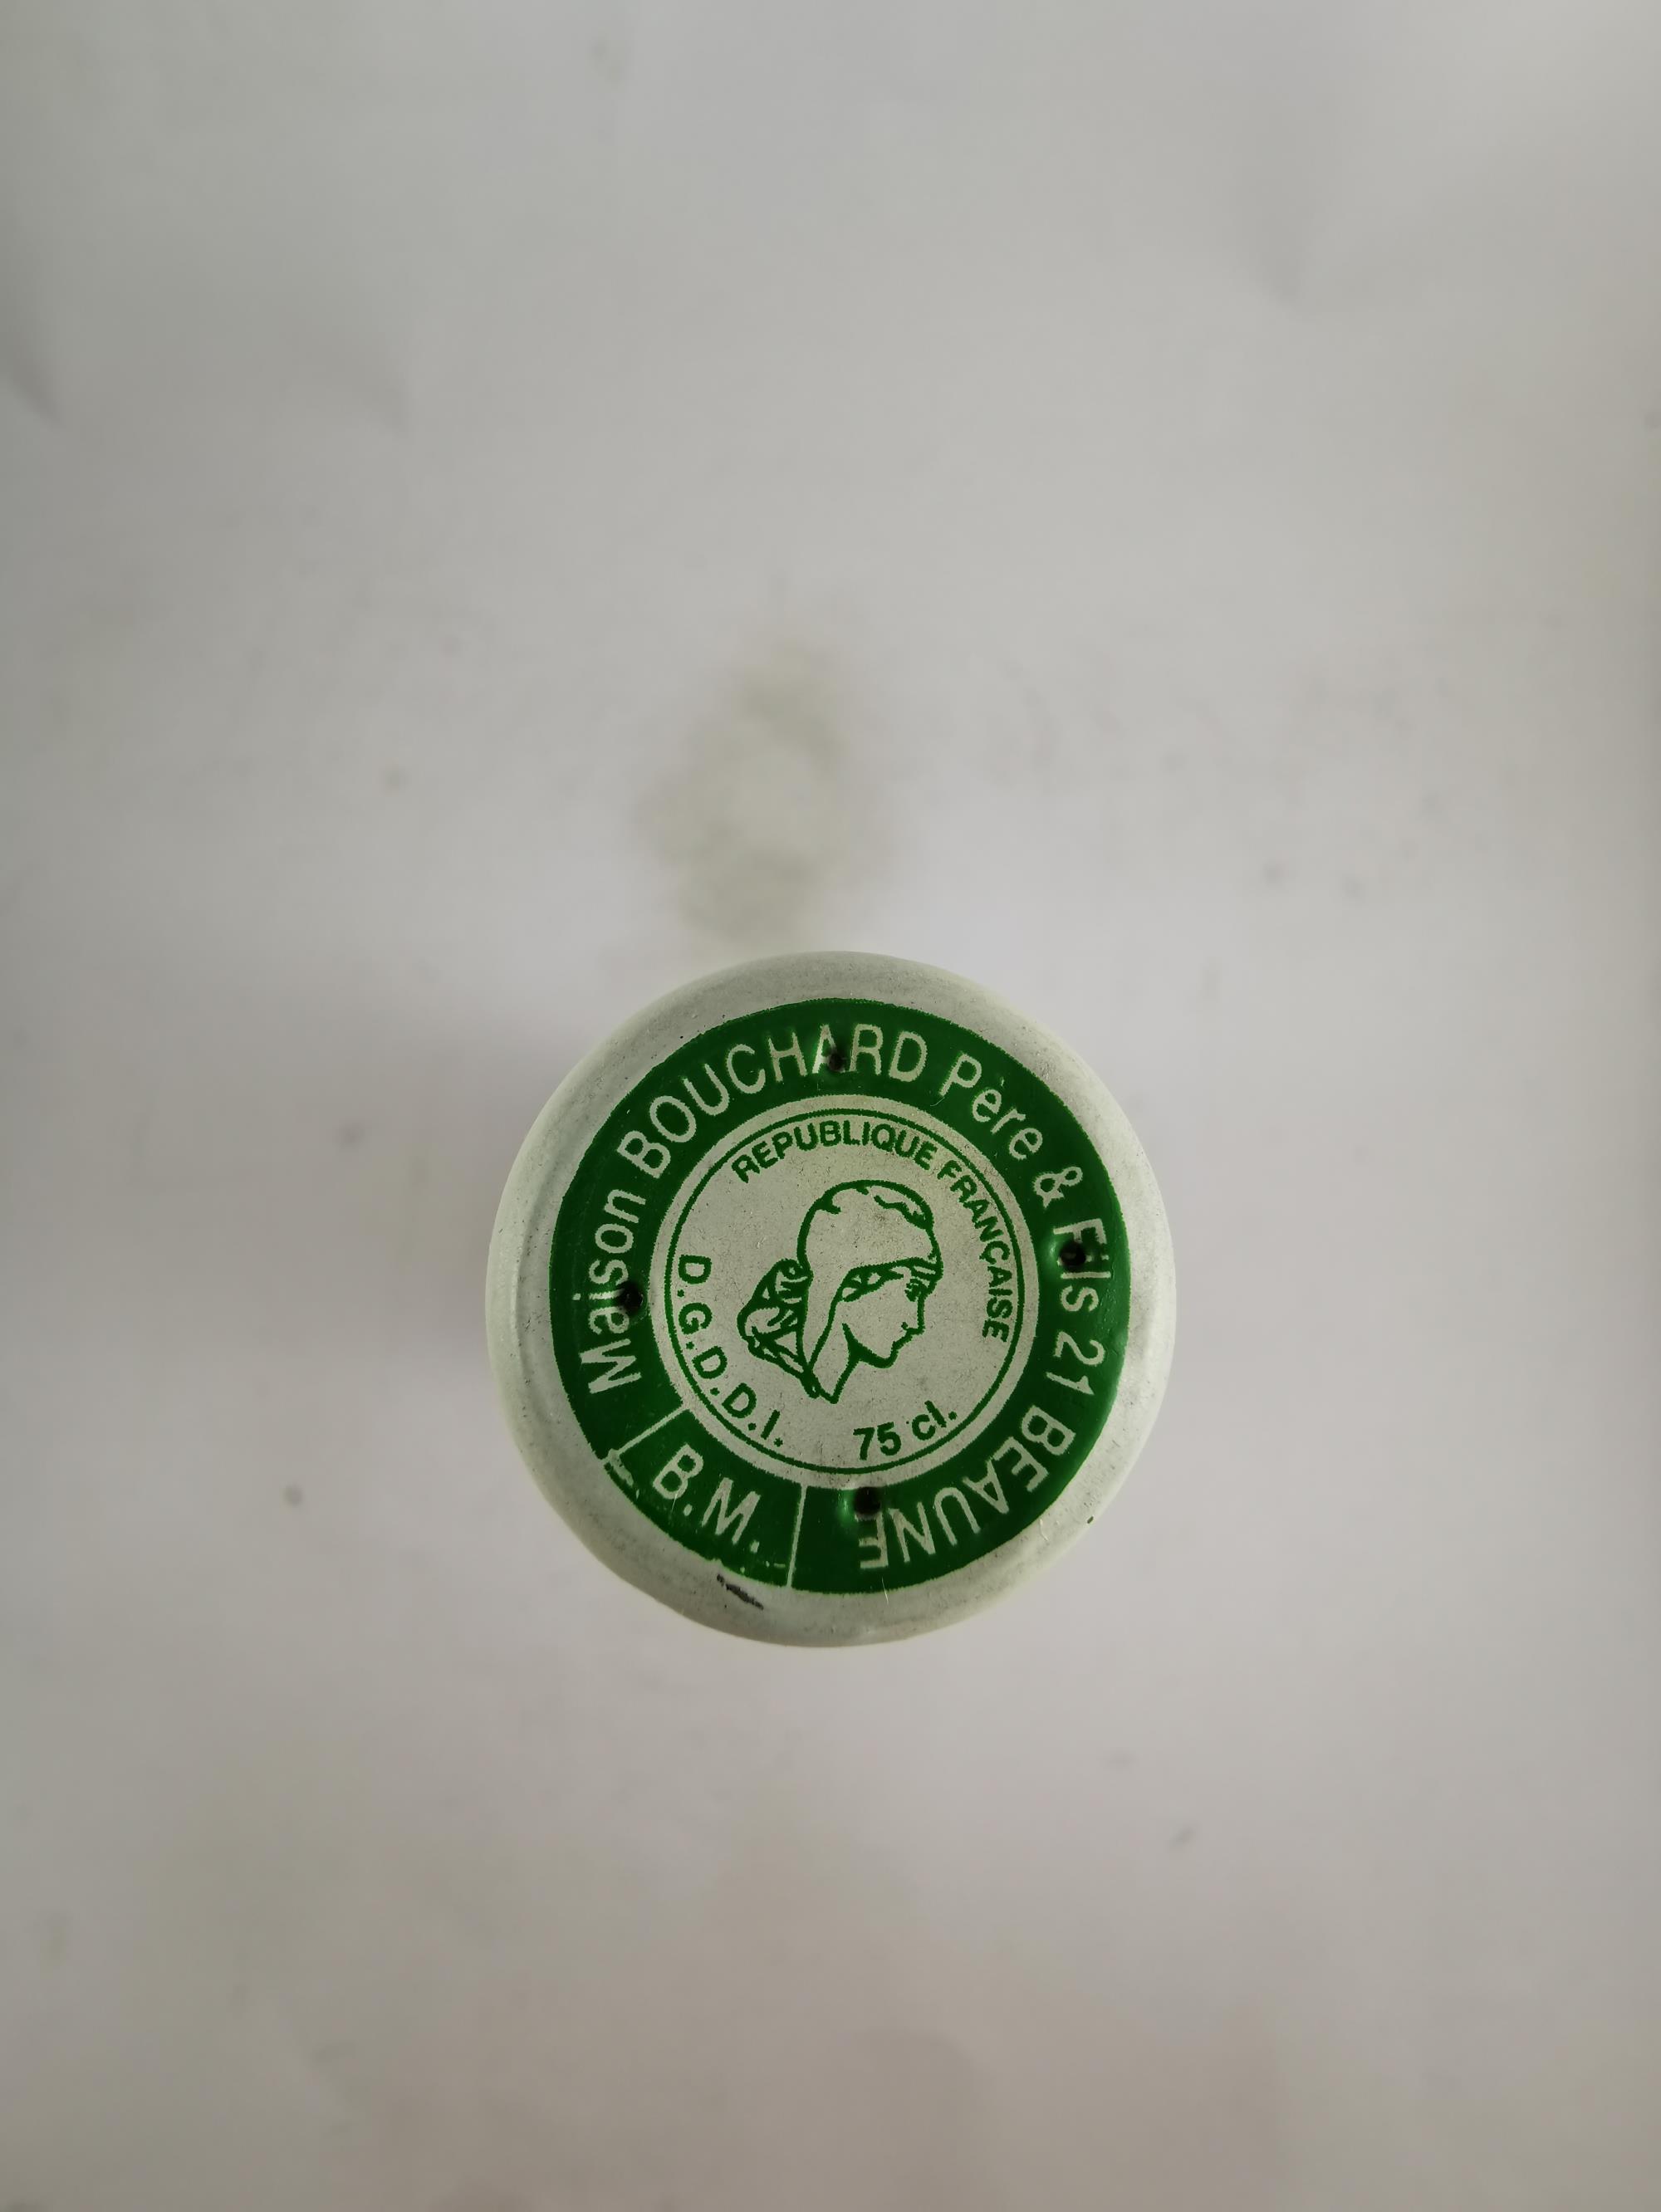 Maison BOUCHARD Père & Fils 21 BEAUNE
B.M.
REPUBLIQUE FRANÇAISE
D.G.D.D.I.
75 cl.